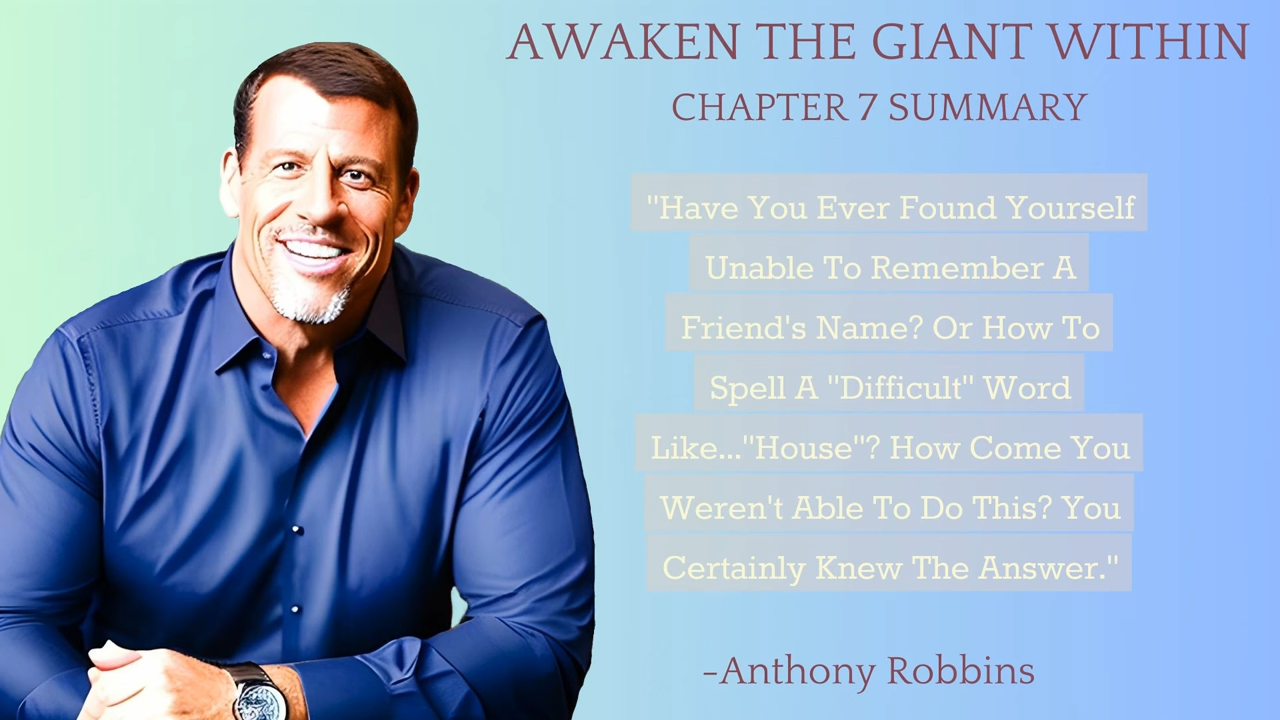 AWAKEN THE GIANT WITHIN
CHAPTER 7 SUMMARY
"Have You Ever Found Yourself
Unable To Remember A
Friend's Name? Or How To
Spell A "Difficult" Word
Like..."House"? How Come You
Weren't Able To Do This? You
Certainly Knew The Answer."
–Anthony Robbins